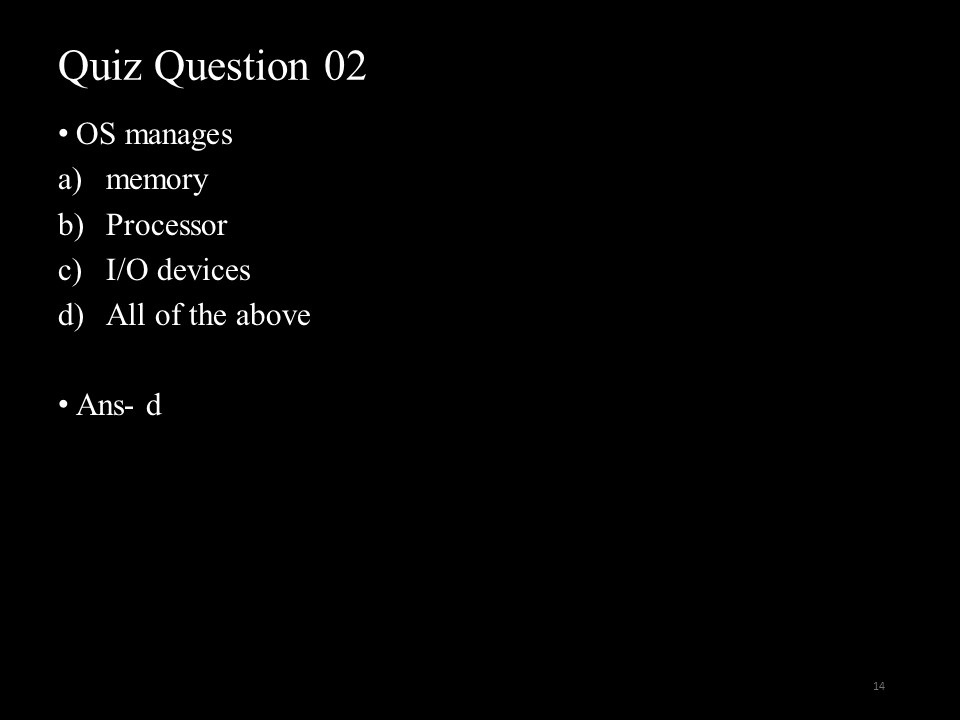 Quiz Question 02
• OS manages
a) memory
b) Processor
c) I/O devices
d) All of the above
• Ans- d
14